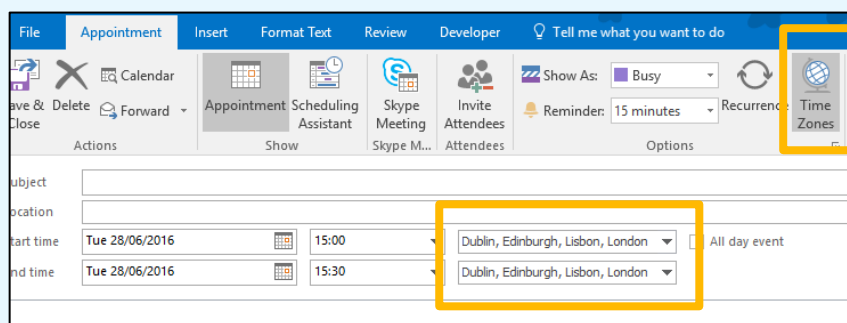 File Appointment Insert Format Text Review Developer Tell me what you want to do
ave & Close Delete Calendar Forward Appointment Scheduling Assistant Skype Meeting Invite Attendees Show As: Busy Reminder: 15 minutes Recurrence Time Zones
Actions Show Skype M... Attendees Options
ubject
ocation
tart time Tue 28/06/2016 15:00 Dublin, Edinburgh, Lisbon, London All day event
nd time Tue 28/06/2016 15:30 Dublin, Edinburgh, Lisbon, London